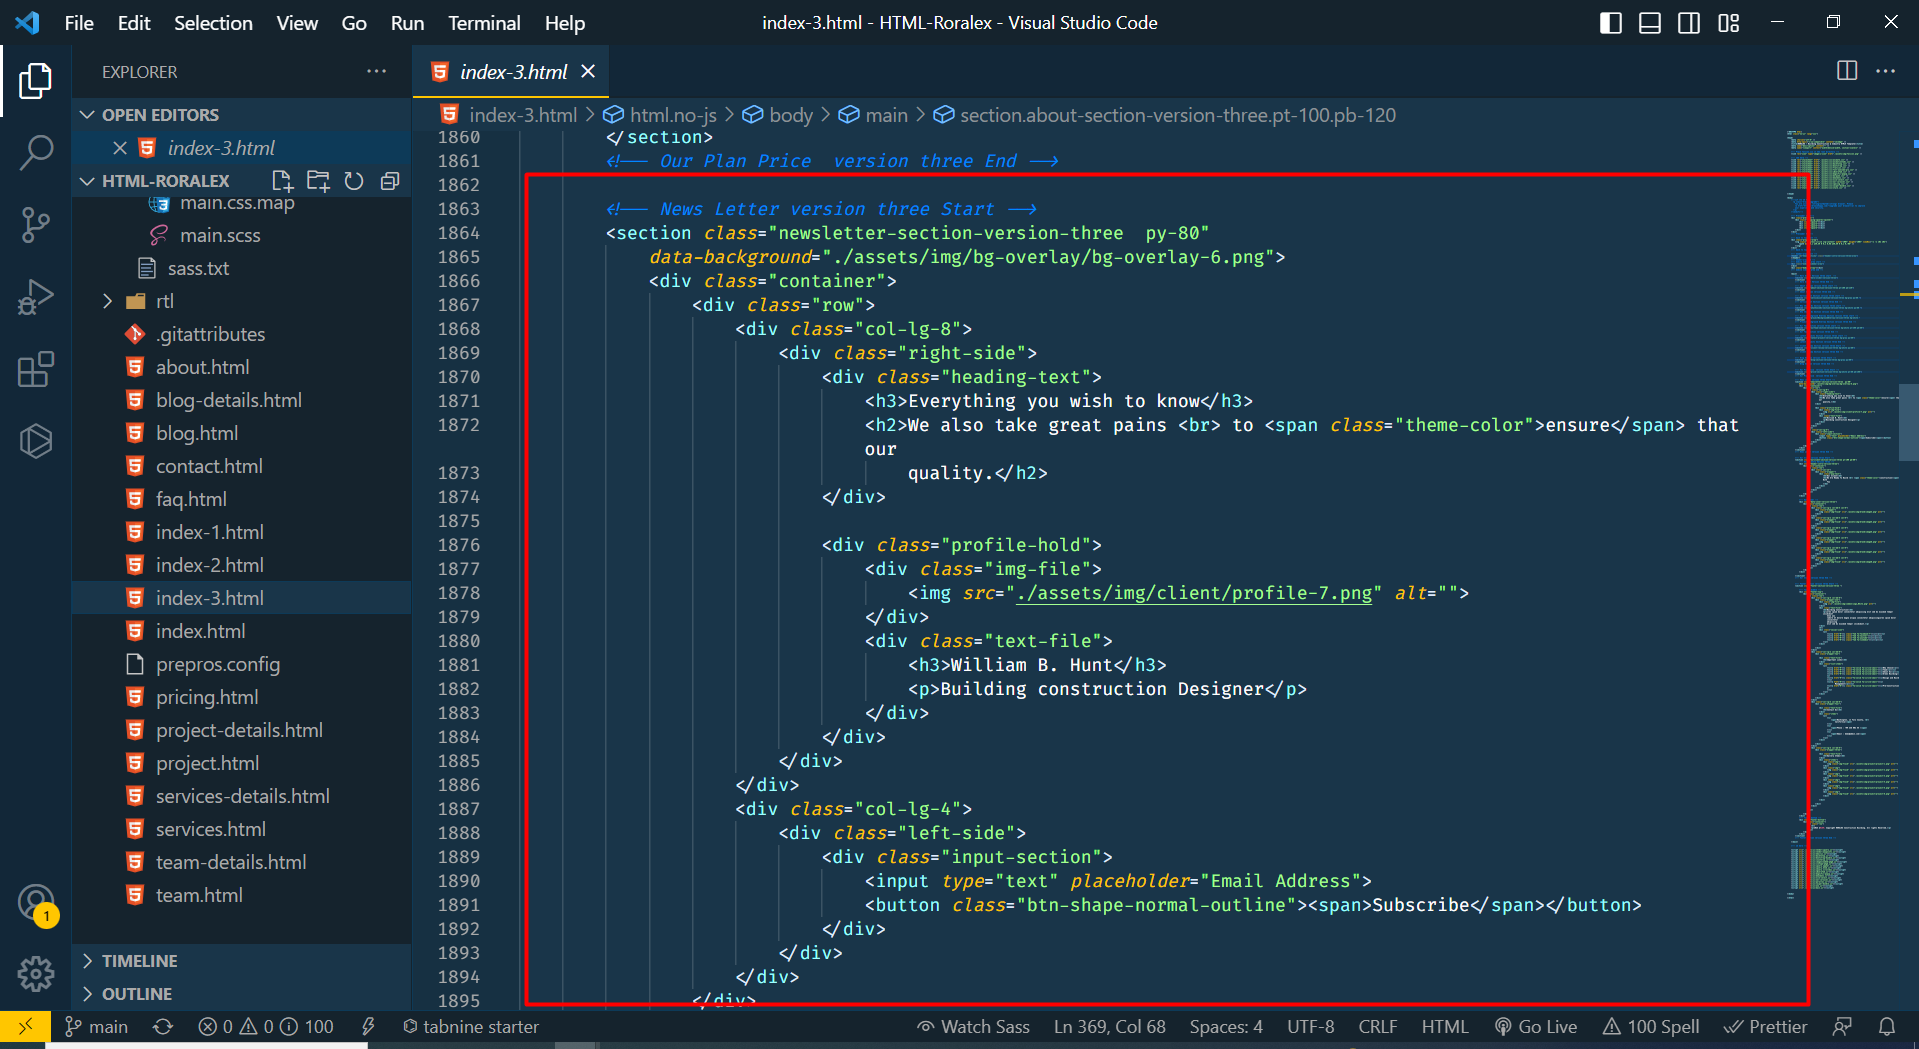 File Edit Selection View Go Run Terminal Help
index-3.html - HTML-Roralex - Visual Studio Code
EXPLORER
OPEN EDITORS
index-3.html
HTML-RORALEX
main.css.map
main.scss
sass.txt
rtl
.gitattributes
about.html
blog-details.html
blog.html
contact.html
faq.html
index-1.html
index-2.html
index-3.html
index.html
prepros.config
pricing.html
project-details.html
project.html
services-details.html
services.html
team-details.html
team.html
TIMELINE
OUTLINE
index-3.html
index-3.html > html.no-js > body > main > section.about-section-version-three.pt-100.pb-120
1860 </section>
1861 <!-- Our Plan Price  version three End -->
1862
1863 <!-- News Letter version three Start -->
1864 <section class="newsletter-section-version-three  py-80"
1865 data-background="./assets/img/bg-overlay/bg-overlay-6.png">
1866 <div class="container">
1867 <div class="row">
1868 <div class="col-lg-8">
1869 <div class="right-side">
1870 <div class="heading-text">
1871 <h3>Everything you wish to know</h3>
1872 <h2>We also take great pains <br> to <span class="theme-color">ensure</span> that
our
1873 quality.</h2>
1874 </div>
1875
1876 <div class="profile-hold">
1877 <div class="img-file">
1878 <img src="./assets/img/client/profile-7.png" alt="">
1879 </div>
1880 <div class="text-file">
1881 <h3>William B. Hunt</h3>
1882 <p>Building construction Designer</p>
1883 </div>
1884 </div>
1885 </div>
1886 </div>
1887 <div class="col-lg-4">
1888 <div class="left-side">
1889 <div class="input-section">
1890 <input type="text" placeholder="Email Address">
1891 <button class="btn-shape-normal-outline"><span>Subscribe</span></button>
1892 </div>
1893 </div>
1894 </div>
1895 </div>
1
main 0 0 100 tabnine starter Watch Sass Ln 369, Col 68 Spaces: 4 UTF-8 CRLF HTML Go Live 100 Spell Prettier